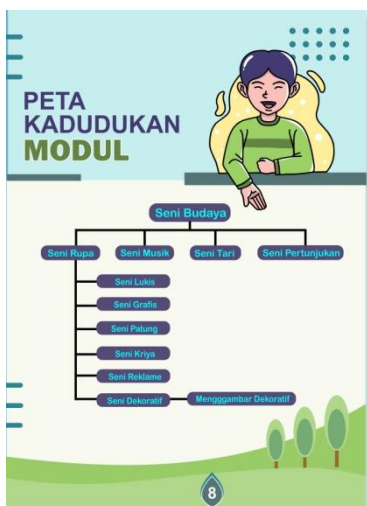 PETA
KADUDUKAN
MODUL
Seni Budaya
Seni Rupa
Seni Musik
Seni Tari
Seni Pertunjukan
Seni Lukis
Seni Grafis
Seni Patung
Seni Kriya
Seni Reklame
Seni Dekoratif
Mengggambar Dekoratif
8